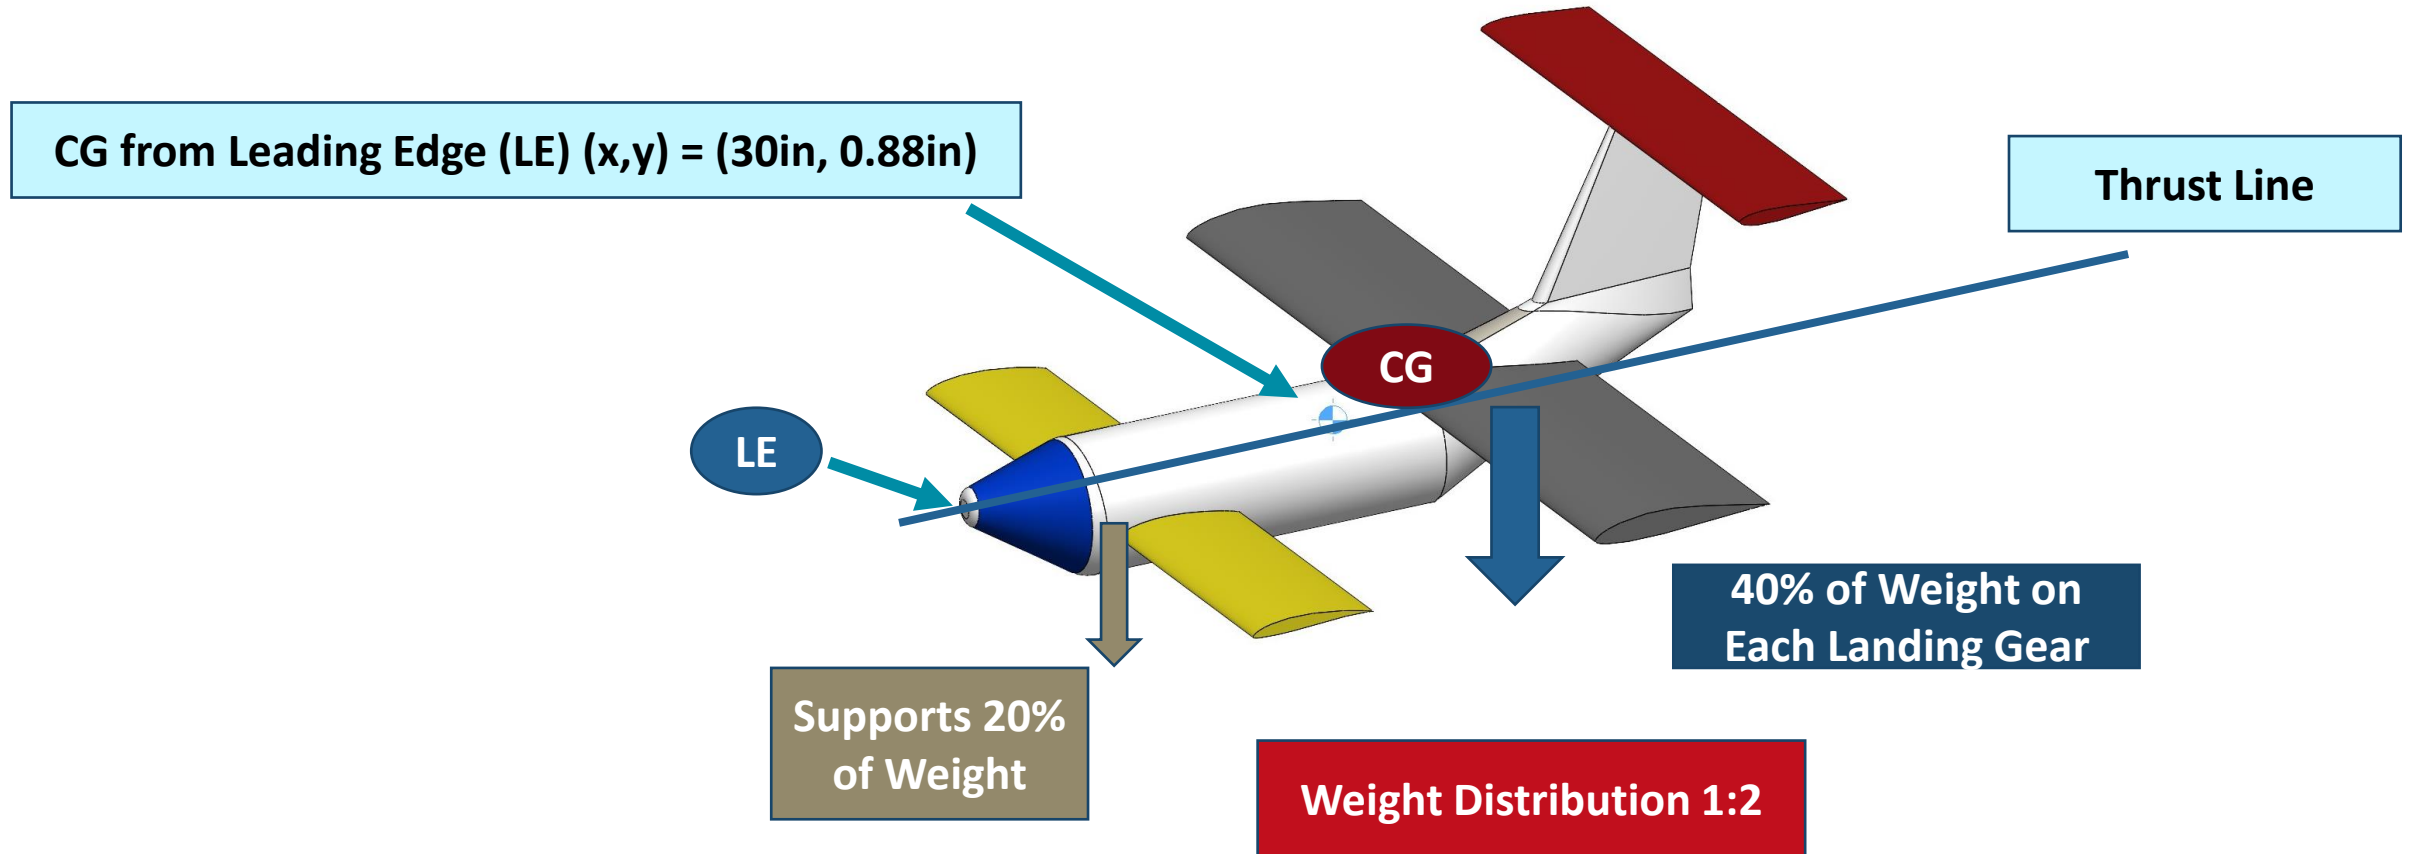 CG from Leading Edge (LE) (x,y) = (30in, 0.88in)
Thrust Line
CG
LE
40% of Weight on
Each Landing Gear
Supports 20%
of Weight
Weight Distribution 1:2